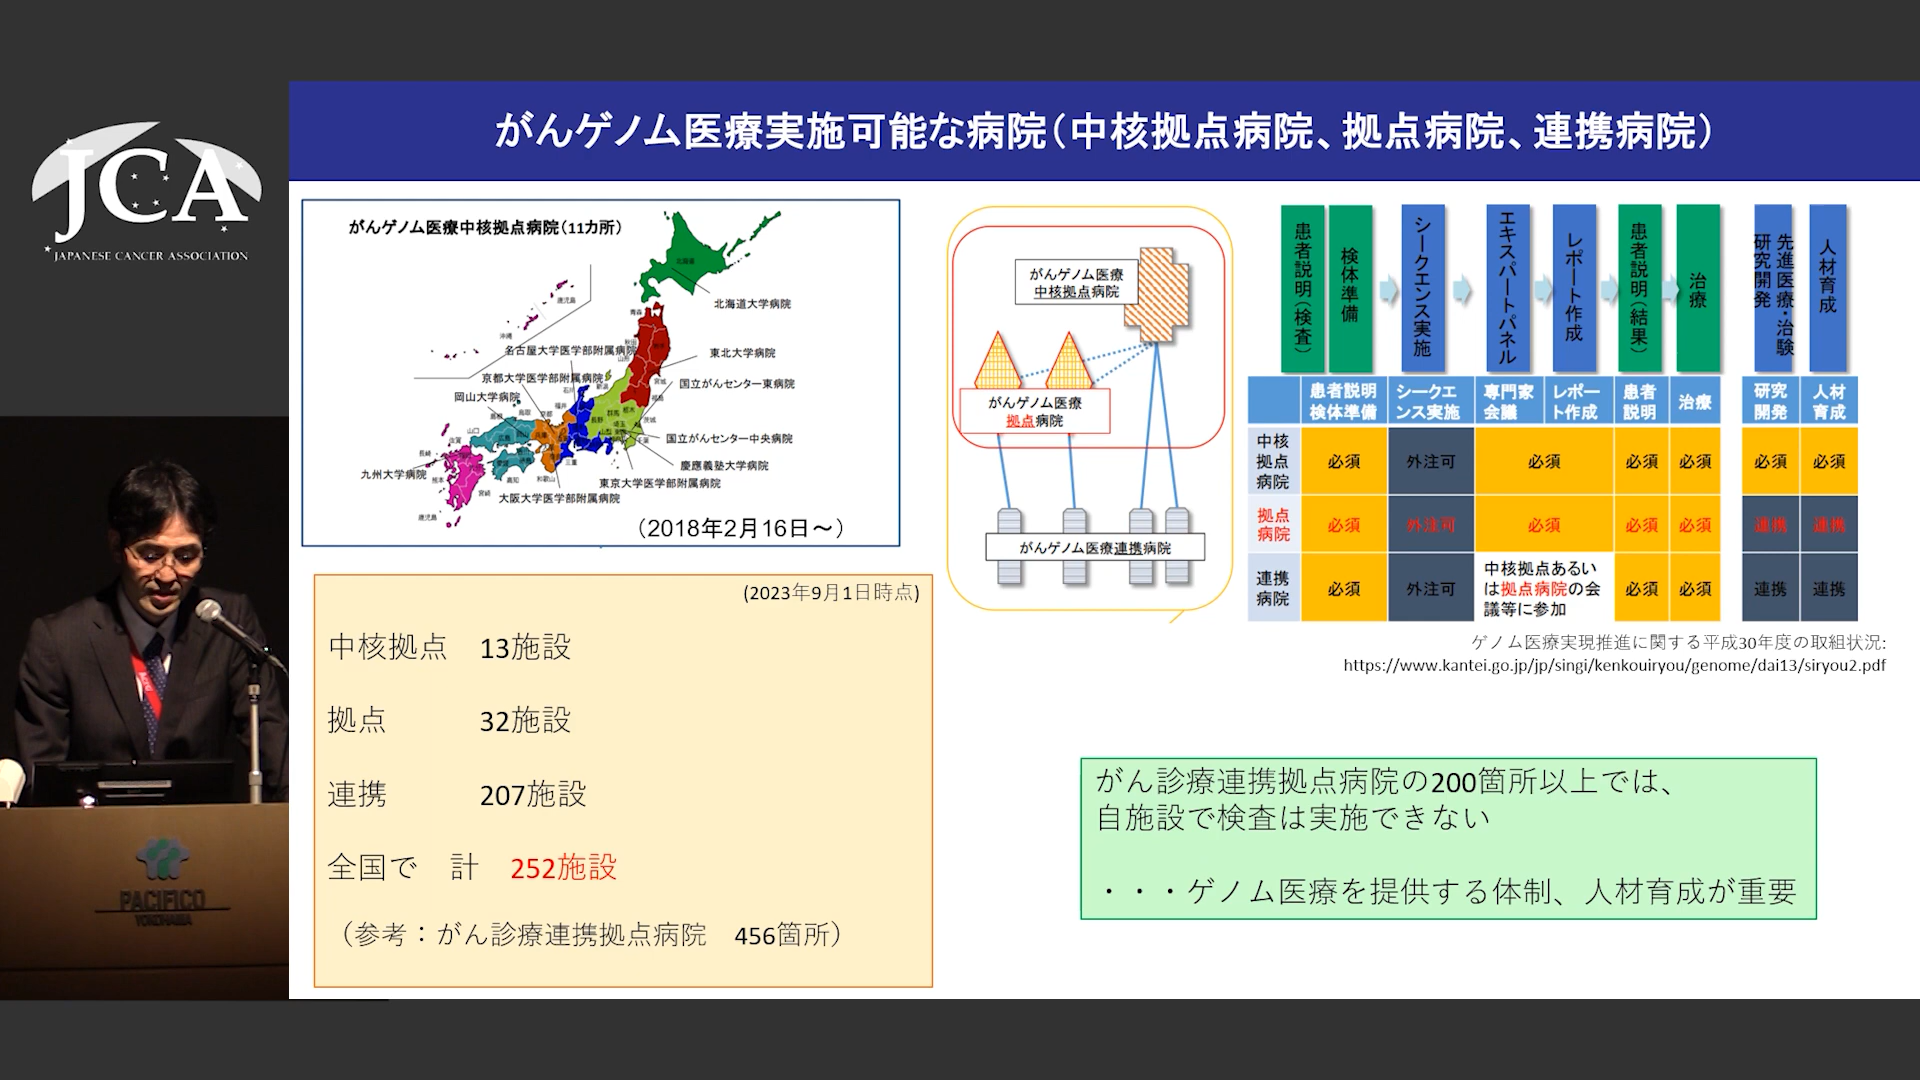 JCA
JAPANESE CANCER ASSOCIATION
がんゲノム医療実施可能な病院（中核拠点病院、拠点病院、連携病院）
がんゲノム医療中核拠点病院（11カ所）
北海道大学病院
東北大学病院
名古屋大学医学部附属病院
京都大学医学部附属病院
国立がんセンター東病院
岡山大学病院
国立がんセンター中央病院
慶應義塾大学病院
九州大学病院
東京大学医学部附属病院
大阪大学医学部附属病院
（2018年2月16日～）
(2023年9月1日時点)
中核拠点 13施設
拠点 32施設
連携 207施設
全国で 計 252施設
（参考：がん診療連携拠点病院 456箇所）
がんゲノム医療
中核拠点病院
がんゲノム医療
拠点病院
がんゲノム医療連携病院
患者説明（検査）
検体準備
シークエンス実施
エキスパートパネル
レポート作成
患者説明（結果）
治療
先進医療・治験
研究開発
人材育成
患者説明 シークエ 専門家 レポー 患者 治療 研究 人材
検体準備 ンス実施 会議 ト作成 説明 開発 育成
中核
拠点 必須 外注可 必須 必須 必須 必須 必須
病院
拠点 必須 外注可 必須 必須 必須 連携 連携
病院
中核拠点あるい
連携 必須 外注可 は拠点病院の会 必須 必須 連携 連携
病院 議等に参加
ゲノム医療実現推進に関する平成30年度の取組状況:
https://www.kantei.go.jp/jp/singi/kenkouiryou/genome/dai13/siryou2.pdf
がん診療連携拠点病院の200箇所以上では、
自施設で検査は実施できない
・・・ゲノム医療を提供する体制、人材育成が重要
PACIFICO
YOKOHAMA